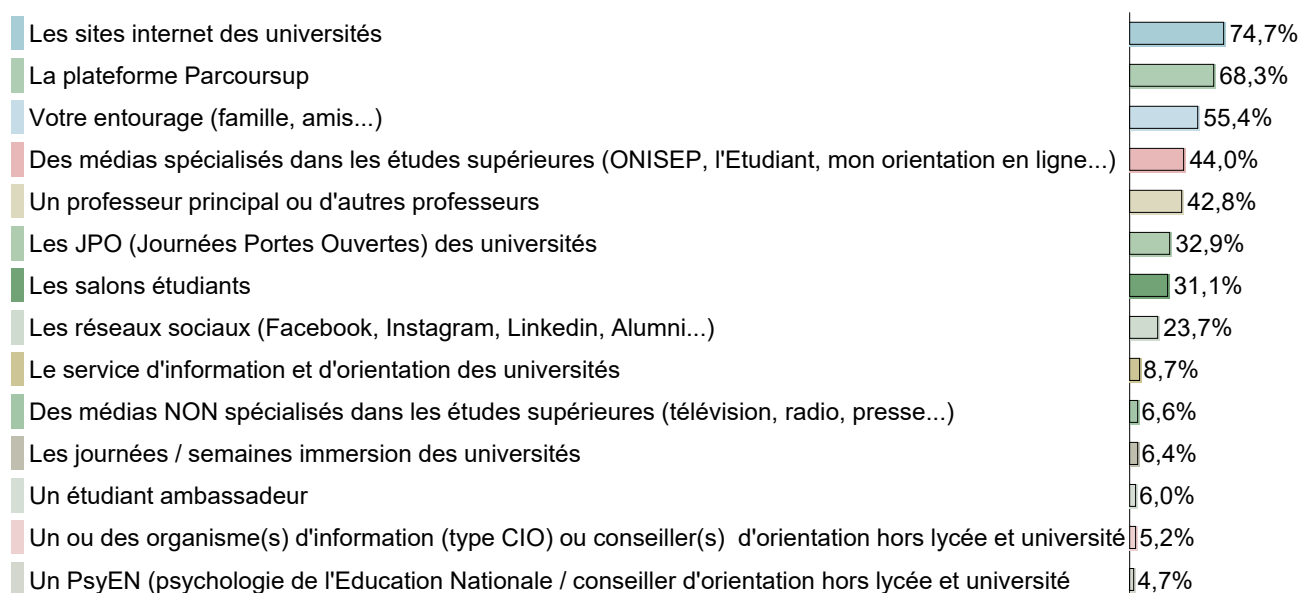 Les sites internet des universités 74,7%
La plateforme Parcoursup 68,3%
Votre entourage (famille, amis...) 55,4%
Des médias spécialisés dans les études supérieures (ONISEP, l'Etudiant, mon orientation en ligne...) 44,0%
Un professeur principal ou d'autres professeurs 42,8%
Les JPO (Journées Portes Ouvertes) des universités 32,9%
Les salons étudiants 31,1%
Les réseaux sociaux (Facebook, Instagram, Linkedin, Alumni...) 23,7%
Le service d'information et d'orientation des universités 8,7%
Des médias NON spécialisés dans les études supérieures (télévision, radio, presse...) 6,6%
Les journées / semaines immersion des universités 6,4%
Un étudiant ambassadeur 6,0%
Un ou des organisme(s) d'information (type CIO) ou conseiller(s) d'orientation hors lycée et université 5,2%
Un PsyEN (psychologie de l'Education Nationale / conseiller d'orientation hors lycée et université 4,7%